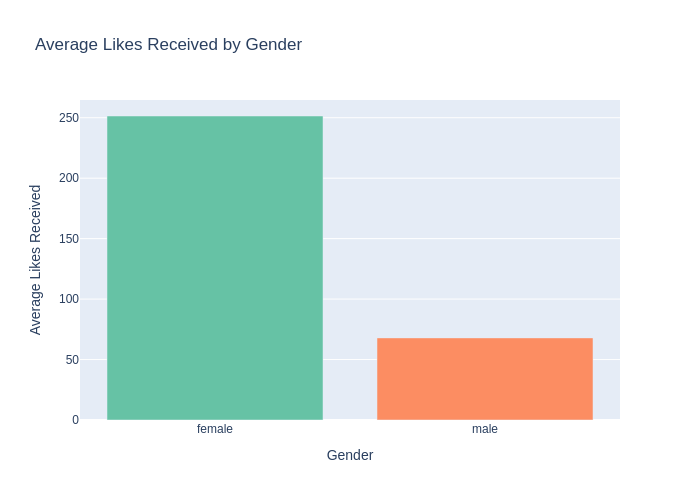 Average Likes Received by Gender
Average Likes Received
250
200
150
100
50
0
female
male
Gender